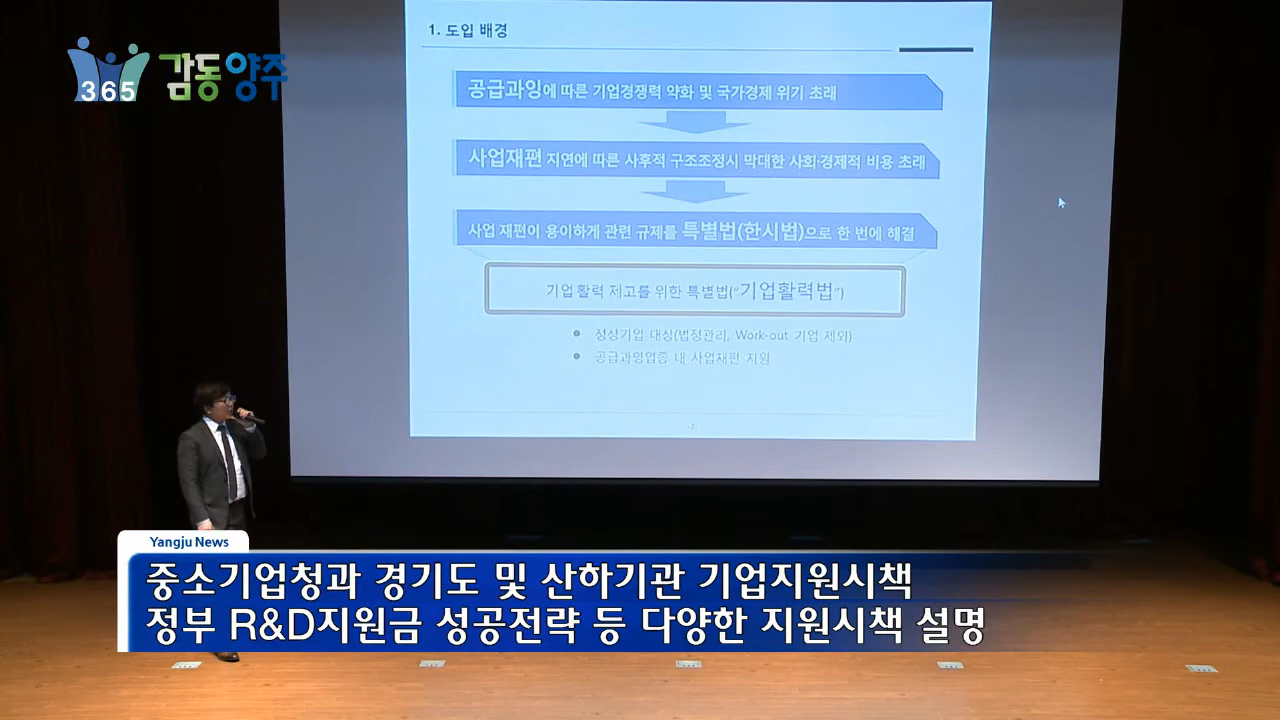 1. 도입 배경
365 감동양주
공급과잉에 따른 기업경쟁력 약화 및 국가경제 위기 초래
사업재편 지연에 따른 사후적 구조조정시 막대한 사회·경제적 비용 초래
사업 재편이 용이하게 관련 규제를 특별법(한시법)으로 한 번에 해결
기업 활력 제고를 위한 특별법("기업활력법")
• 정상기업 대상(법정관리, Work-out 기업 제외)
• 공급과잉업종 내 사업재편 지원
Yangju News
중소기업청과 경기도 및 산하기관 기업지원시책
정부 R&D지원금 성공전략 등 다양한 지원시책 설명